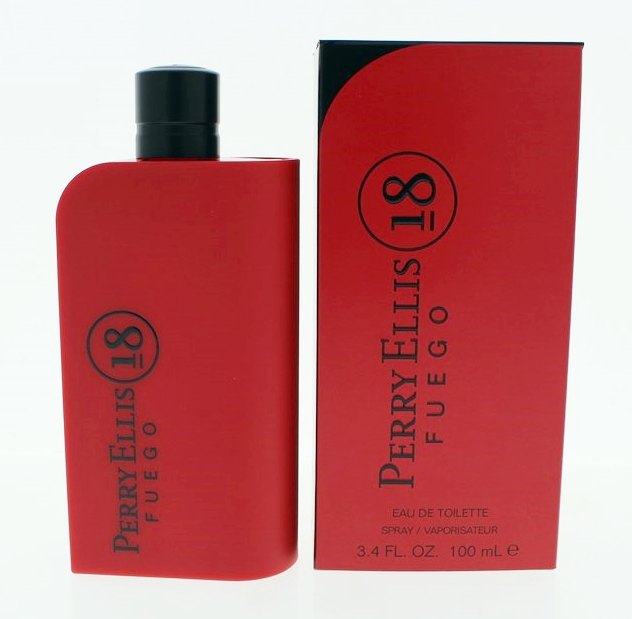 PERRY ELLIS 18
FUEGO
PERRY ELLIS 18
FUEGO
EAU DE TOILETTE
SPRAY / VAPORISATEUR
3.4 FL. OZ. 100 mL ℮